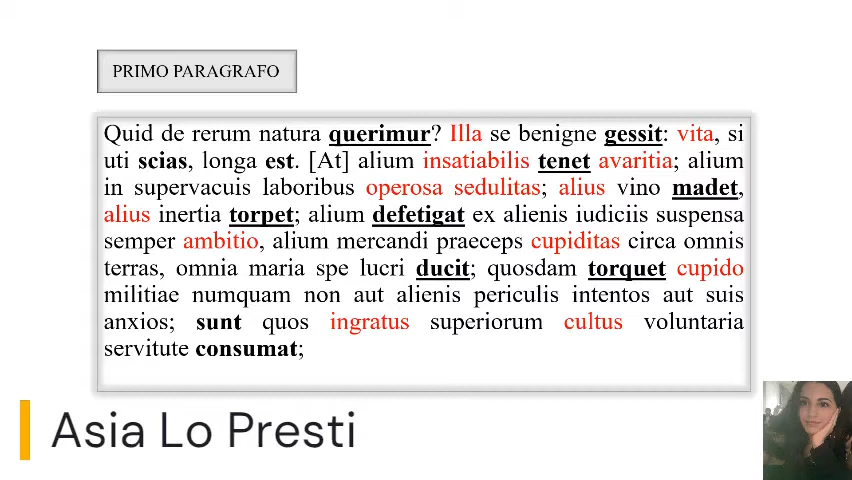 PRIMO PARAGRAFO
Quid de rerum natura querimur? Illa se benigne gessit: vita, si
uti scias, longa est. [At] alium insatiabilis tenet avaritia; alium
in supervacuis laboribus operosa sedulitas; alius vino madet,
alius inertia torpet; alium defetigat ex alienis iudiciis suspensa
semper ambitio, alium mercandi praeceps cupiditas circa omnis
terras, omnia maria spe lucri ducit; quosdam torquet cupido
militiae numquam non aut alienis periculis intentos aut suis
anxios; sunt quos ingratus superiorum cultus voluntaria
servitute consumat;
Asia Lo Presti